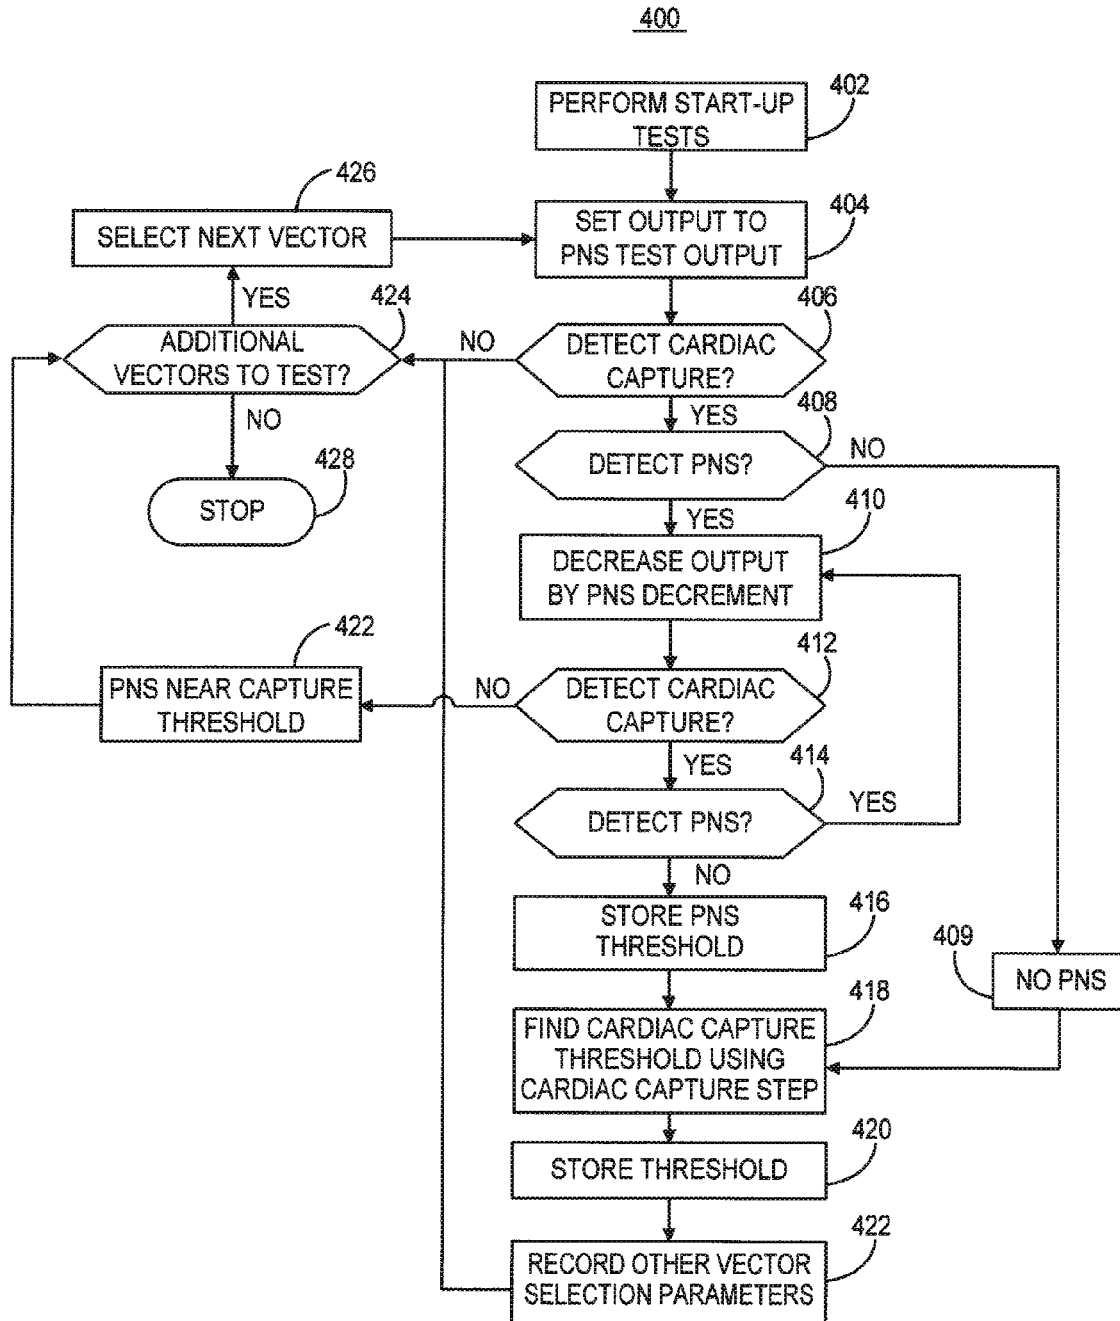 400
PERFORM START-UP
TESTS
402
426
SELECT NEXT VECTOR
SET OUTPUT TO
PNS TEST OUTPUT
404
YES
424
ADDITIONAL
VECTORS TO TEST?
NO
DETECT CARDIAC
CAPTURE?
406
YES
408
NO
428
STOP
DETECT PNS?
NO
YES
410
DECREASE OUTPUT
BY PNS DECREMENT
422
PNS NEAR CAPTURE
THRESHOLD
NO
DETECT CARDIAC
CAPTURE?
412
YES
414
DETECT PNS?
YES
NO
STORE PNS
THRESHOLD
416
409
NO PNS
FIND CARDIAC CAPTURE
THRESHOLD USING
CARDIAC CAPTURE STEP
418
STORE THRESHOLD
420
RECORD OTHER VECTOR
SELECTION PARAMETERS
422